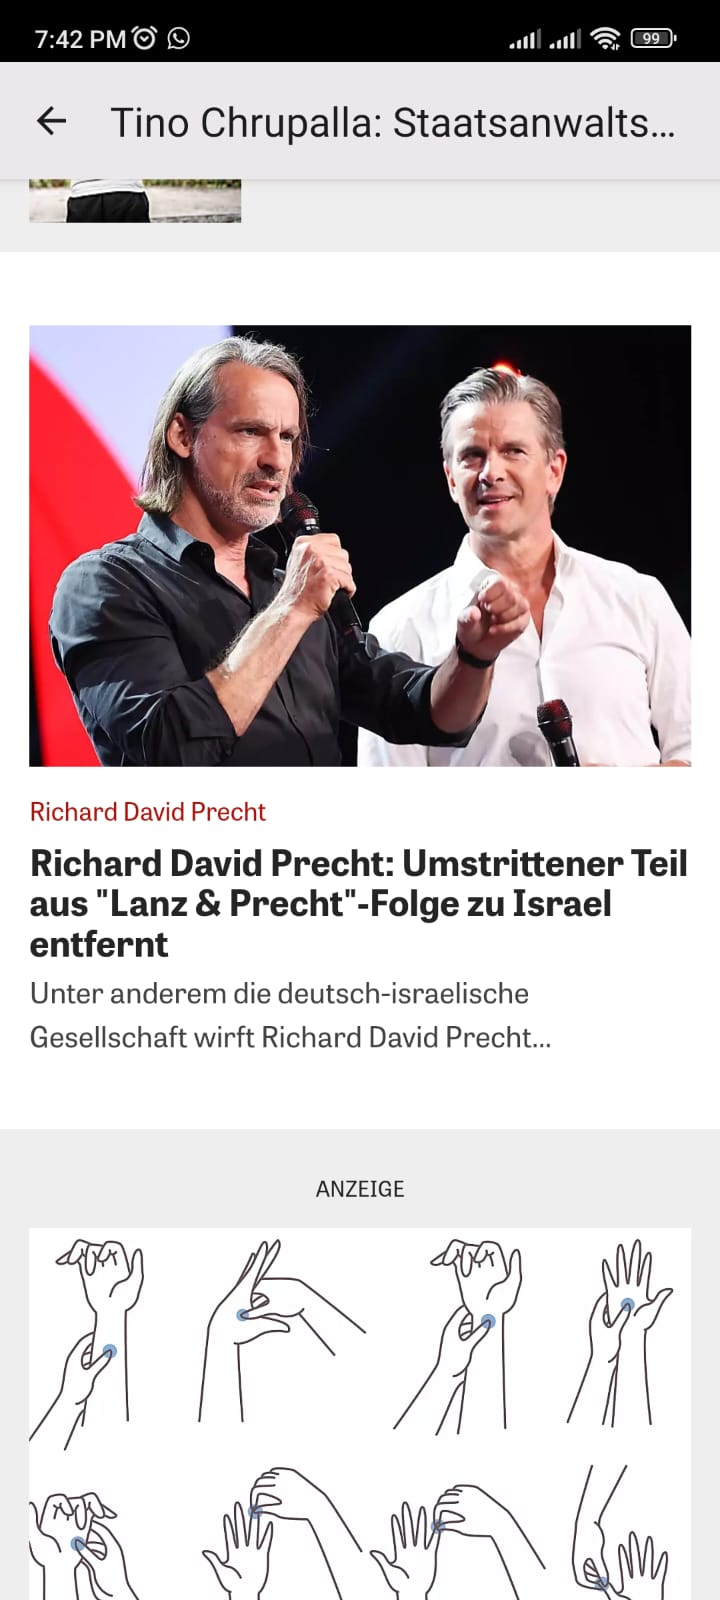 7:42 PM
99
Tino Chrupalla: Staatsanwalts...
Richard David Precht
Richard David Precht: Umstrittener Teil
aus "Lanz & Precht"-Folge zu Israel
entfernt
Unter anderem die deutsch-israelische
Gesellschaft wirft Richard David Precht...
ANZEIGE